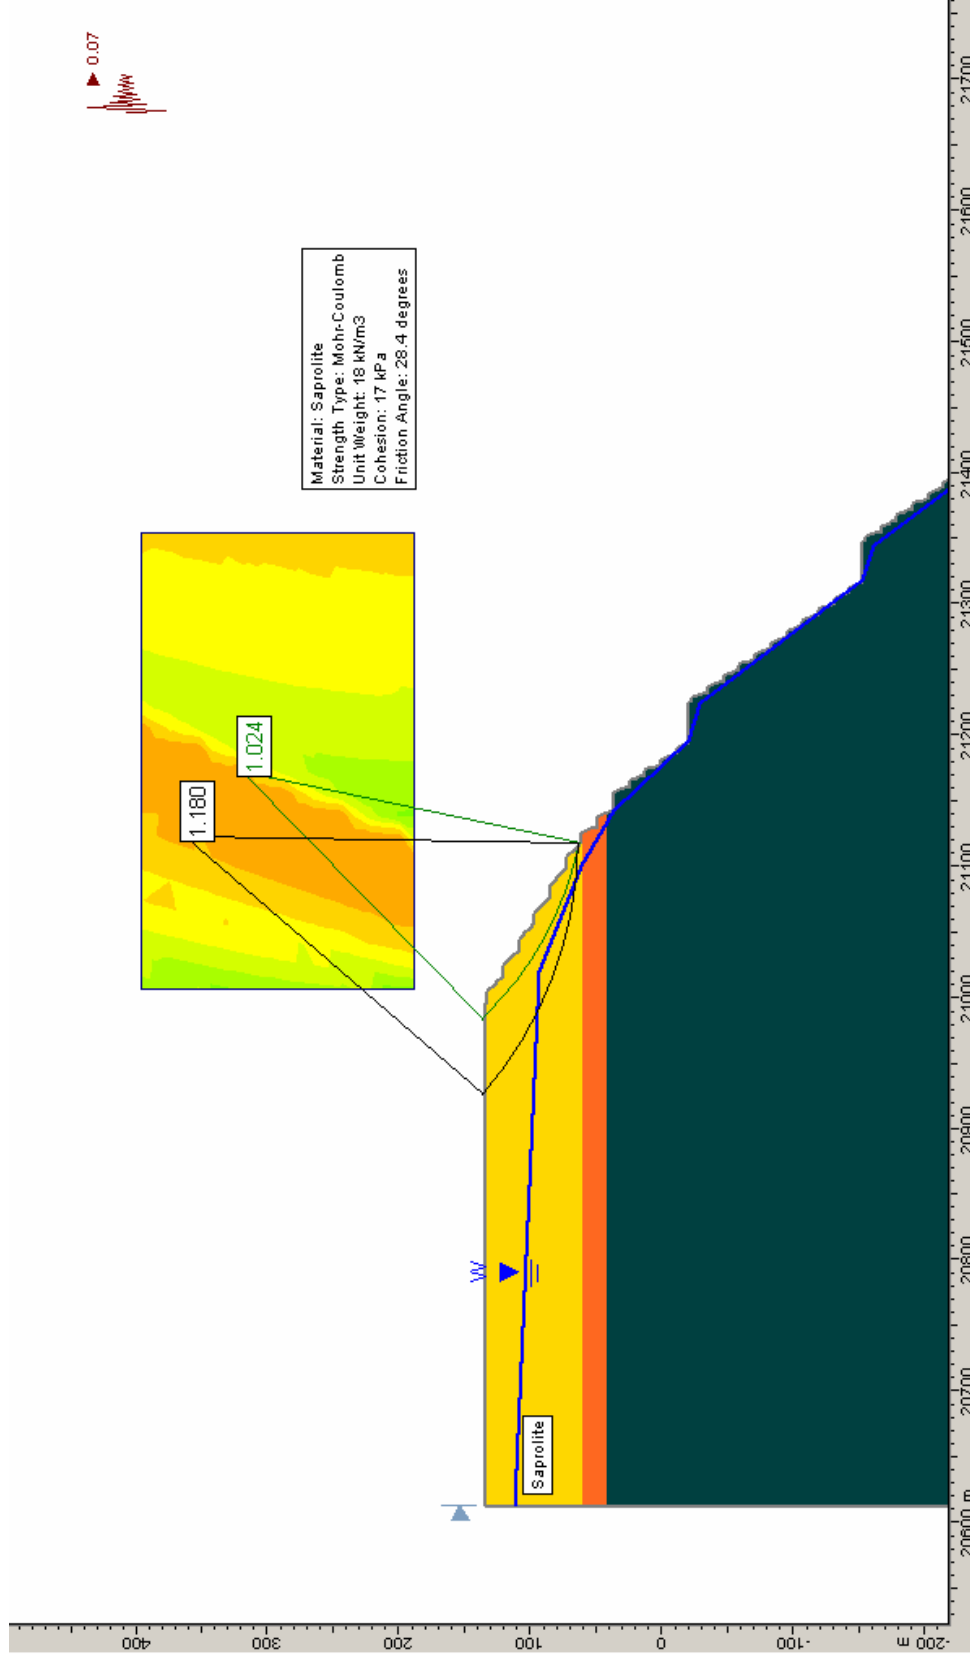 0.07
Material: Saprolite
Strength Type: Mohr-Coulomb
Unit Weight: 18 kN/m3
Cohesion: 17 kPa
Friction Angle: 28.4 degrees
1.180
1.024
W
Saprolite
400
300
200
100
0
-100
-200 m
20600 m
20700
20800
20900
21000
21100
21200
21300
21400
21500
21600
21700